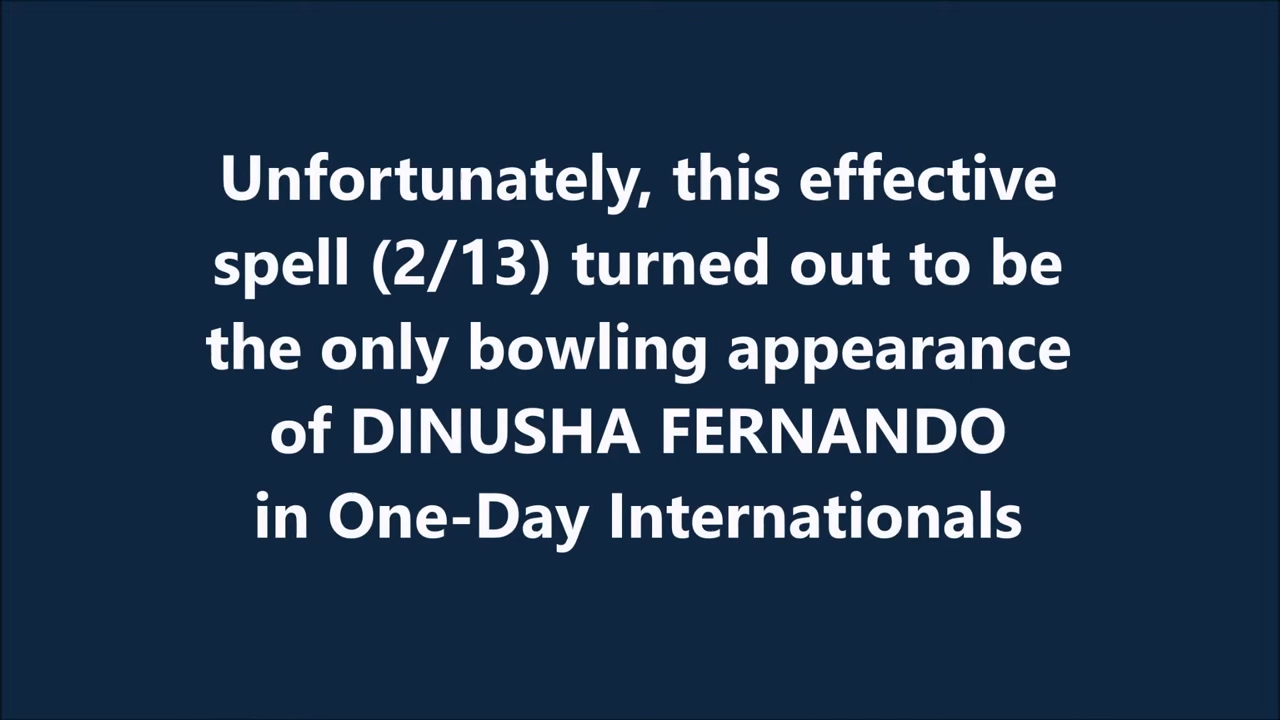 Unfortunately, this effective
spell (2/13) turned out to be
the only bowling appearance
of DINUSHA FERNANDO
in One-Day Internationals